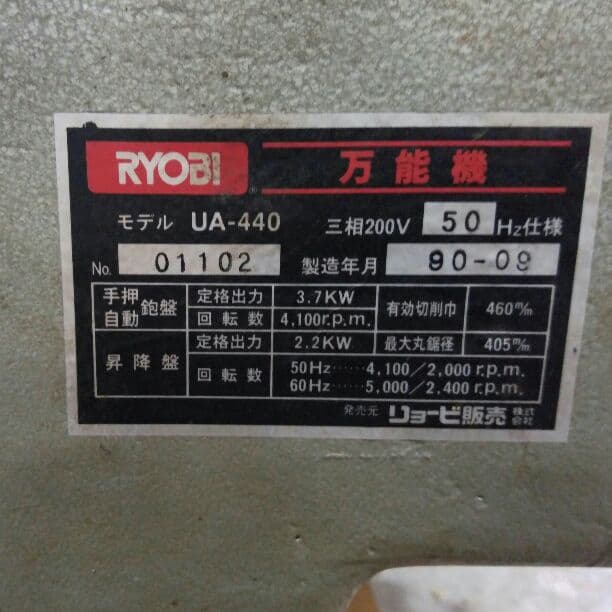 RYOBI® 万能機
モデル UA-440 三相200V 50 Hz仕様
No. 01102 製造年月 90-09
手押自動鉋盤 定格出力 3.7KW 有効切削巾 460m/m
回転数 4,100r.p.m.
昇降盤 定格出力 2.2KW 最大丸鋸径 405m/m
回転数 50Hz……4,100/2,000r.p.m.
60Hz……5,000/2,400r.p.m.
発売元 リョービ販売株式会社